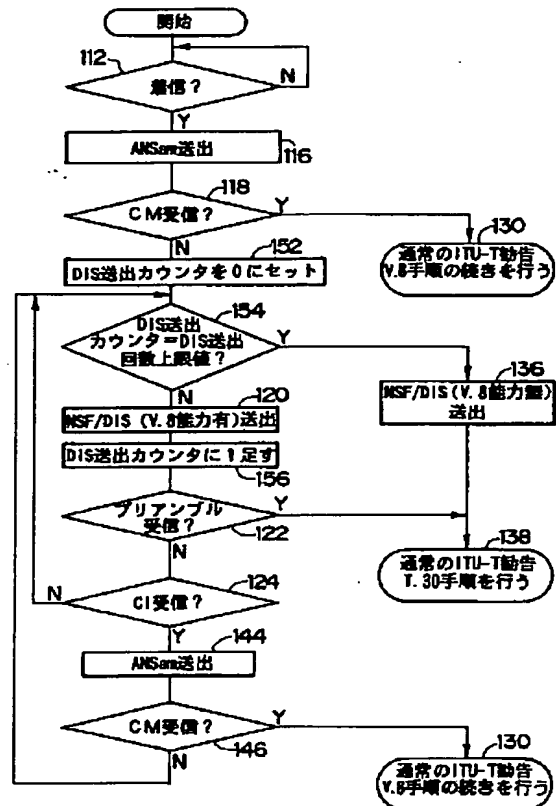 開始
112
着信?
N
Y
ANSam送出
116
118
CM受信?
Y
N
130
通常のITU-T勧告
V.8手順の続きを行う
152
DIS送出カウンタを0にセット
154
DIS送出
カウンタ=DIS送出
回数上限値?
Y
N
136
NSF/DIS(V.8能力無)
送出
120
NSF/DIS (V.8能力有)送出
DIS送出カウンタに1足す
156
プリアンブル
受信?
Y
122
N
138
通常のITU-T勧告
T.30手順を行う
124
N
CI受信?
Y
144
ANSam送出
CM受信?
Y
146
N
130
通常のITU-T勧告
V.8手順の続きを行う